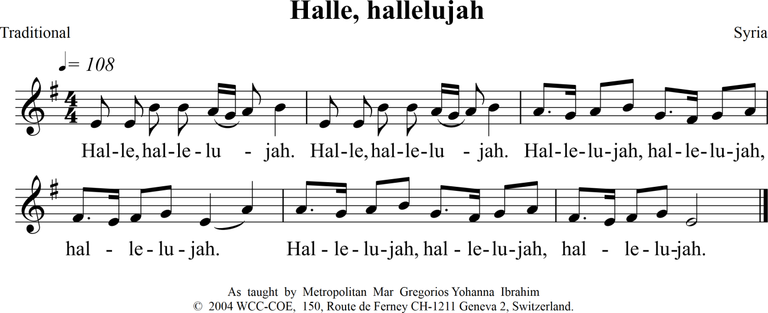 Halle, hallelujah
Traditional Syria
= 108
4
4
Hal-le, hal-le-lu - jah. Hal-le, hal-le-lu - jah. Hal-le-lu-jah, hal-le-lu-jah,
hal - le-lu-jah. Hal-le-lu-jah, hal-le-lu-jah, hal - le-lu-jah.
As taught by Metropolitan Mar Gregorios Yohanna Ibrahim
© 2004 WCC-COE, 150, Route de Ferney CH-1211 Geneva 2, Switzerland.